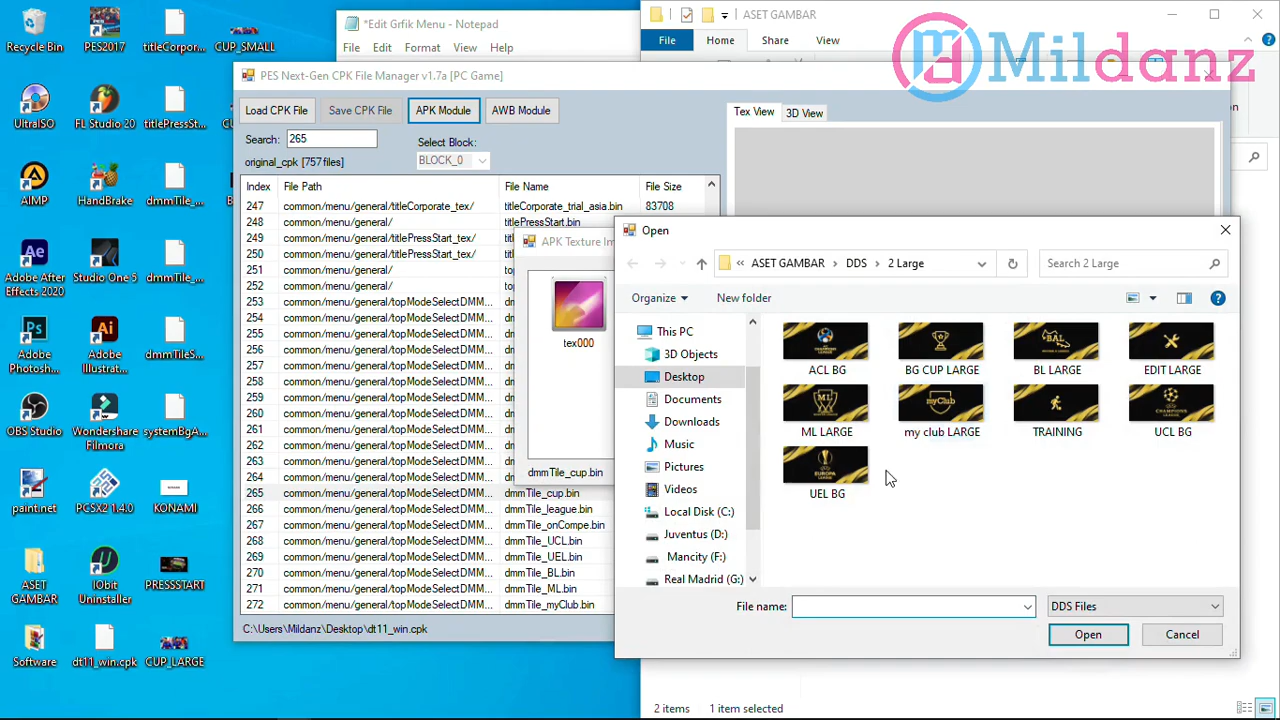 Recycle Bin
PES2017
titleCorpor...
CUP_SMALL
UltraISO
FL Studio 20
titlePressSt...
AIMP
HandBrake
dmmTile_...
Adobe After Effects 2020
Studio One 5
dmmTil_...
Adobe Photosh...
Adobe Illustrat...
dmmTileS...
OBS Studio
Wondershare Filmora
systemBgA...
paint.net
PCSX2 1.4.0
KONAMI
ASET GAMBAR
IObit Uninstaller
PRESSSTART
Software
dt11_win.cpk
CUP_LARGE
*Edit Grfik Menu - Notepad
File Edit Format View Help
ASET GAMBAR
File Home Share View
Mildanz
PES Next-Gen CPK File Manager v1.7a [PC Game]
Load CPK File Save CPK File APK Module AWB Module
Search: 265
Select Block:
original_cpk [757files]
BLOCK_0
Tex View 3D View
Index File Path File Name File Size
247 common/menu/general/titleCorporate_tex/ titleCorporate_trial_asia.bin 83708
248 common/menu/general/ titlePressStart.bin
249 common/menu/general/titlePressStart_tex/
250 common/menu/general/titlePressStart_tex/
251 common/menu/general/
252 common/menu/general/
253 common/menu/general/topModeSelectDMM...
254 common/menu/general/topModeSelectDMM...
255 common/menu/general/topModeSelectDMM...
256 common/menu/general/topModeSelectDMM...
257 common/menu/general/topModeSelectDMM...
258 common/menu/general/topModeSelectDMM...
259 common/menu/general/topModeSelectDMM...
260 common/menu/general/topModeSelectDMM...
261 common/menu/general/topModeSelectDMM...
262 common/menu/general/topModeSelectDMM...
263 common/menu/general/topModeSelectDMM...
264 common/menu/general/topModeSelectDMM...
265 common/menu/general/topModeSelectDMM... dmmTile_cup.bin
266 common/menu/general/topModeSelectDMM... dmmTile_league.bin
267 common/menu/general/topModeSelectDMM... dmmTile_onCompe.bin
268 common/menu/general/topModeSelectDMM... dmmTile_UCL.bin
269 common/menu/general/topModeSelectDMM... dmmTile_UEL.bin
270 common/menu/general/topModeSelectDMM... dmmTile_BL.bin
271 common/menu/general/topModeSelectDMM... dmmTile_ML.bin
272 common/menu/general/topModeSelectDMM... dmmTile_myClub.bin
C:\Users\Mildanz\Desktop\dt11_win.cpk
APK Texture Im
tex000
dmmTile_cup.bin
Open
« ASET GAMBAR › DDS › 2 Large
Search 2 Large
Organize New folder
This PC
3D Objects
Desktop
Documents
Downloads
Music
Pictures
Videos
Local Disk (C:)
Juventus (D:)
Mancity (F:)
Real Madrid (G:)
ACL BG BG CUP LARGE BL LARGE EDIT LARGE
ML LARGE my club LARGE TRAINING UCL BG
UEL BG
File name: DDS Files
Open Cancel
2 items 1 item selected